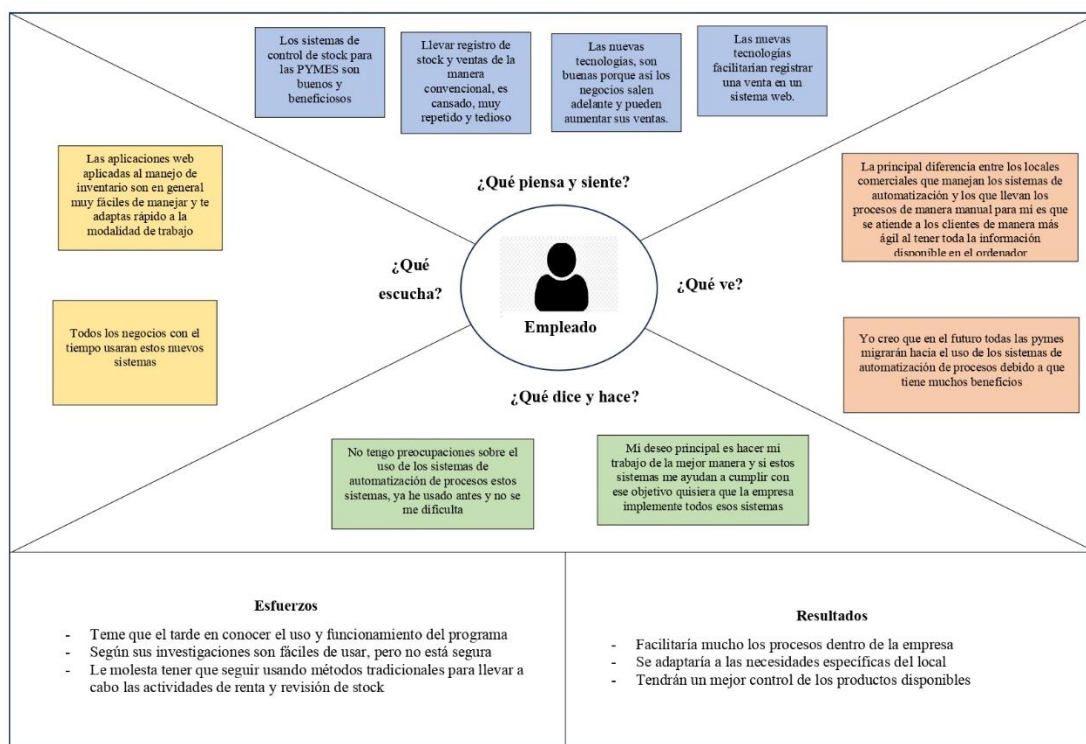 Los sistemas de
control de stock para
las PYMES son
buenos y
beneficiosos
Llevar registro de
stock y ventas de la
manera
convencional, es
cansado, muy
repetido y tedioso
Las nuevas
tecnologías, son
buenas porque así los
negocios salen
adelante y pueden
aumentar sus ventas.
Las nuevas
tecnologías
facilitarían registrar
una venta en un
sistema web.
Las aplicaciones web
aplicadas al manejo de
inventario son en general
muy fáciles de manejar y te
adaptas rápido a la
modalidad de trabajo
Todos los negocios con el
tiempo usaran estos nuevos
sistemas
¿Qué piensa y siente?
¿Qué
escucha?
Empleado
¿Qué ve?
La principal diferencia entre los locales
comerciales que manejan los sistemas de
automatización y los que llevan los
procesos de manera manual para mí es que
se atiende a los clientes de manera más
ágil al tener toda la información
disponible en el ordenador
Yo creo que en el futuro todas las pymes
migrarán hacia el uso de los sistemas de
automatización de procesos debido a que
tiene muchos beneficios
¿Qué dice y hace?
No tengo preocupaciones sobre el
uso de los sistemas de
automatización de procesos estos
sistemas, ya he usado antes y no se
me dificulta
Mi deseo principal es hacer mi
trabajo de la mejor manera y si estos
sistemas me ayudan a cumplir con
ese objetivo quisiera que la empresa
implemente todos esos sistemas
Esfuerzos
- Teme que el tarde en conocer el uso y funcionamiento del programa
- Según sus investigaciones son fáciles de usar, pero no está segura
- Le molesta tener que seguir usando métodos tradicionales para llevar a
cabo las actividades de renta y revisión de stock
Resultados
- Facilitaría mucho los procesos dentro de la empresa
- Se adaptaría a las necesidades específicas del local
- Tendrán un mejor control de los productos disponibles